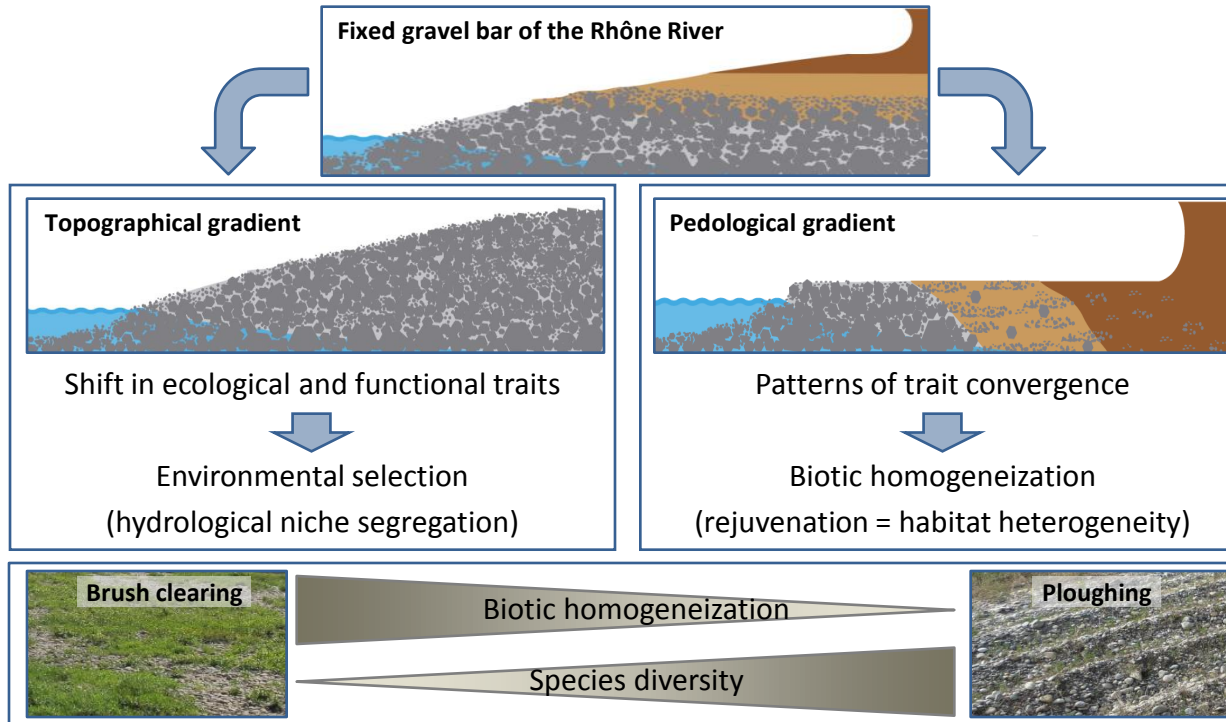 Fixed gravel bar of the Rhône River
Topographical gradient
Shift in ecological and functional traits
Environmental selection
(hydrological niche segregation)
Pedological gradient
Patterns of trait convergence
Biotic homogeneization
(rejuvenation = habitat heterogeneity)
Brush clearing
Biotic homogeneization
Species diversity
Ploughing